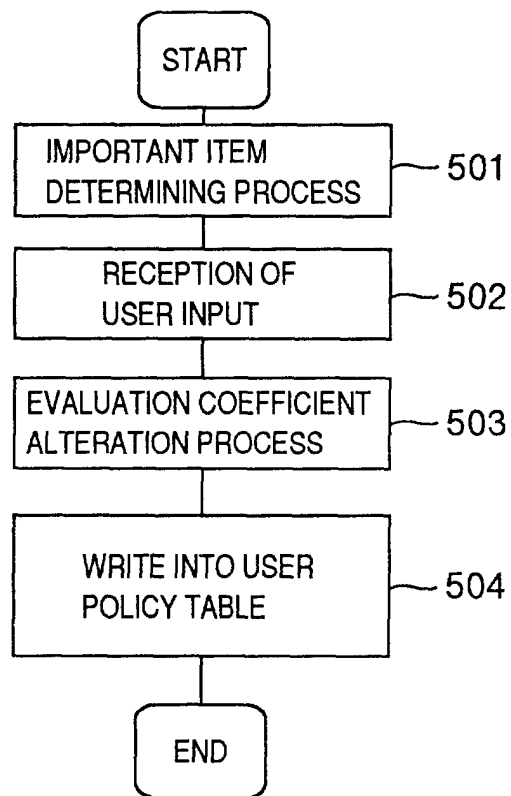 START
IMPORTANT ITEM
DETERMINING PROCESS
501
RECEPTION OF
USER INPUT
502
EVALUATION COEFFICIENT
ALTERATION PROCESS
503
WRITE INTO USER
POLICY TABLE
504
END